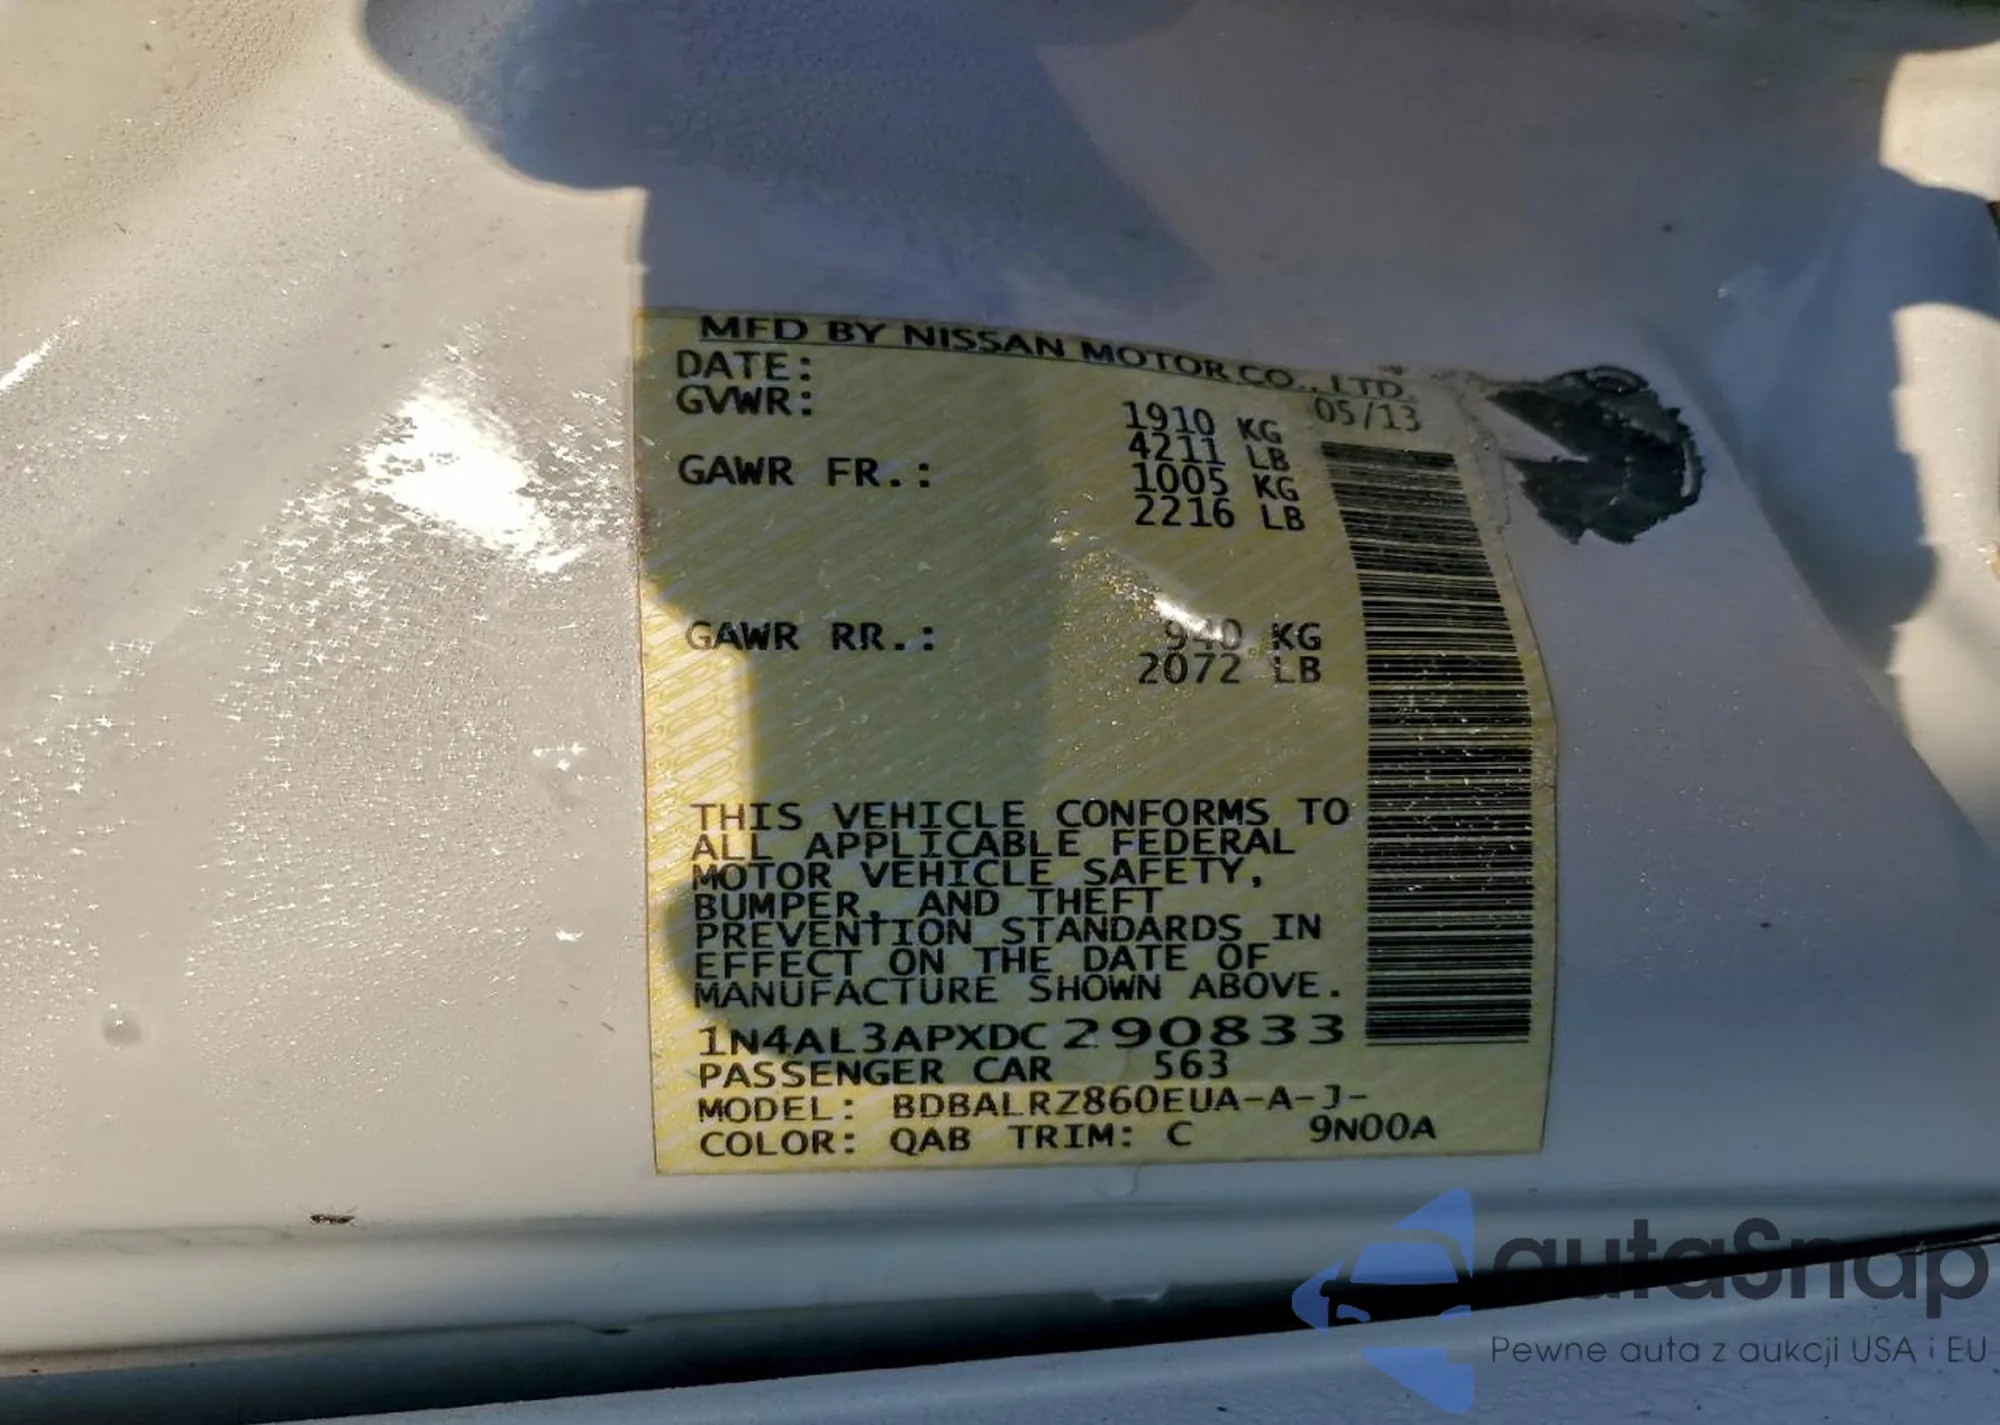 MFD BY NISSAN MOTOR CO., LTD.
DATE: 05/13
GVWR: 1910 KG
4211 LB
GAWR FR.: 1005 KG
2216 LB
GAWR RR.: 940 KG
2072 LB
THIS VEHICLE CONFORMS TO
ALL APPLICABLE FEDERAL
MOTOR VEHICLE SAFETY,
BUMPER, AND THEFT
PREVENTION STANDARDS IN
EFFECT ON THE DATE OF
MANUFACTURE SHOWN ABOVE.
1N4AL3APXDC290833
PASSENGER CAR 563
MODEL: BDBALRZ860EUA-A-J-
COLOR: QAB TRIM: C 9N00A
autaSnap
Pewne auta z aukcji USA i EU